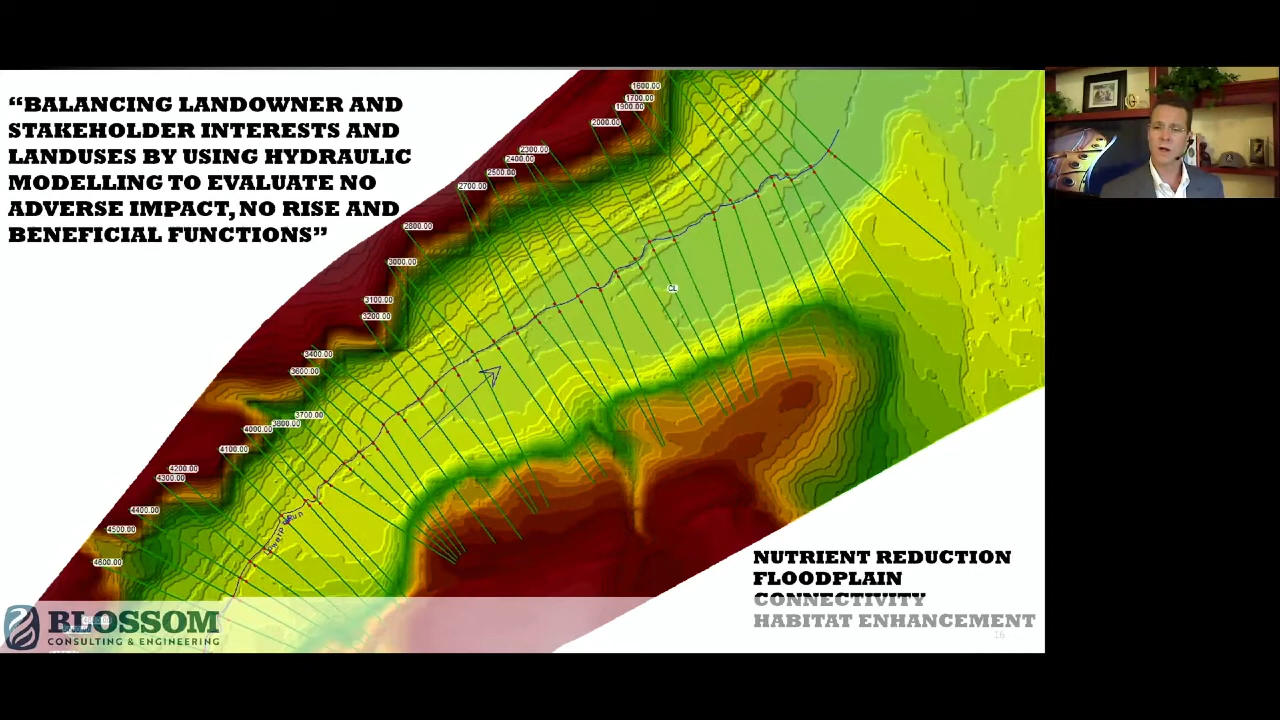 “BALANCING LANDOWNER AND
STAKEHOLDER INTERESTS AND
LANDUSES BY USING HYDRAULIC
MODELLING TO EVALUATE NO
ADVERSE IMPACT, NO RISE AND
BENEFICIAL FUNCTIONS”
1600.00
1700.00
1900.00
2000.00
2300.00
2400.00
2500.00
2700.00
2800.00
3000.00
3100.00
3200.00
3400.00
3600.00
3700.00
3800.00
4000.00
4100.00
4200.00
4300.00
4400.00
4500.00
4600.00
CL
NUTRIENT REDUCTION
FLOODPLAIN
CONNECTIVITY
HABITAT ENHANCEMENT
16
BLOSSOM
CONSULTING & ENGINEERING